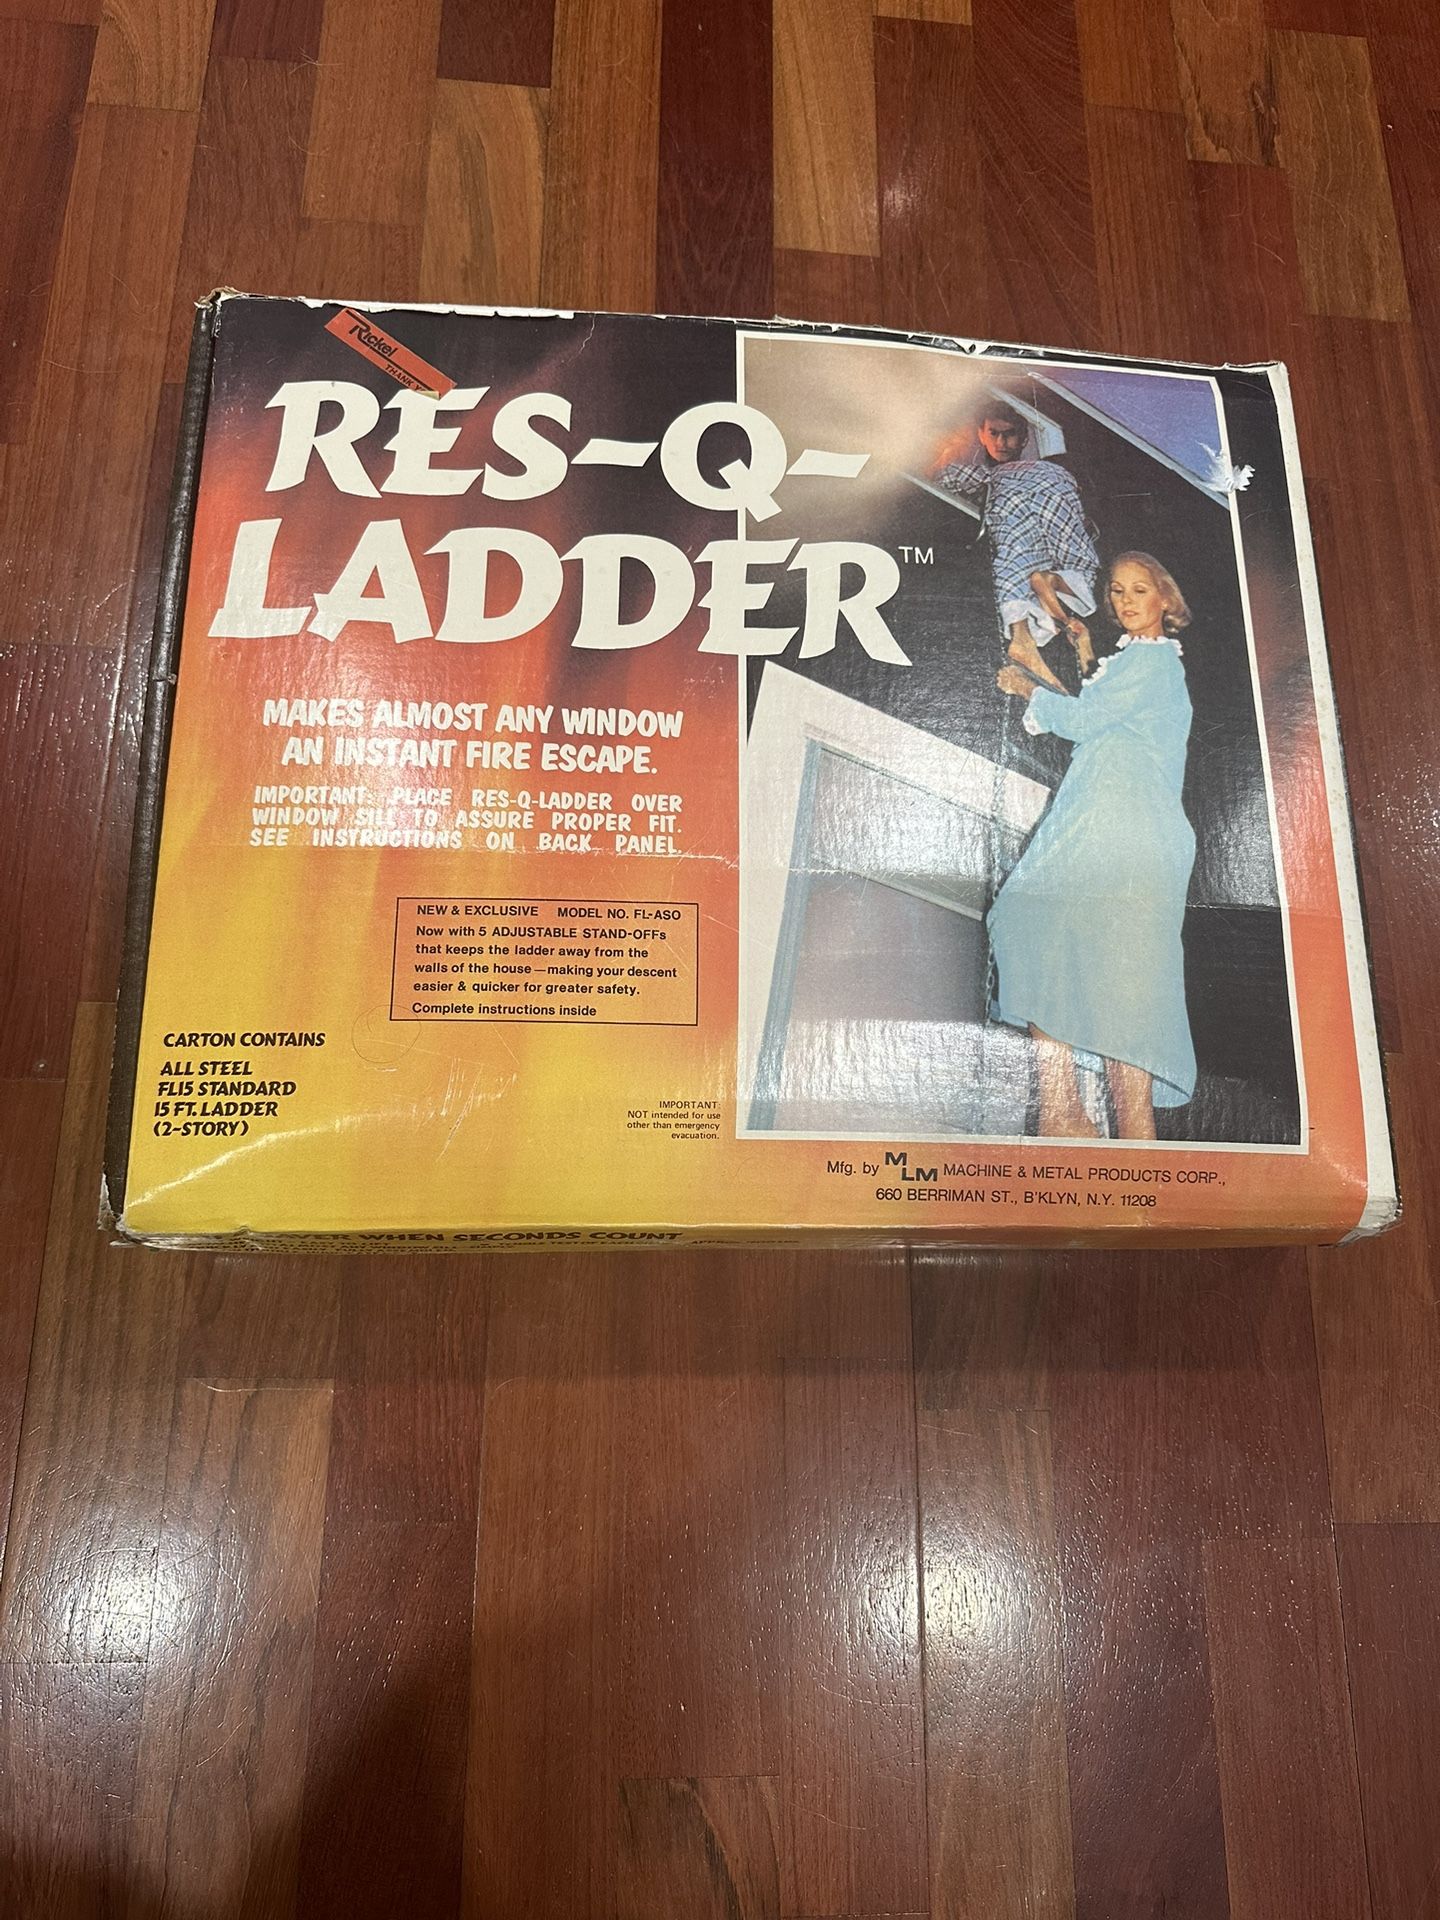 Rickel
THANK
RES-Q-
LADDER™
MAKES ALMOST ANY WINDOW
AN INSTANT FIRE ESCAPE.
IMPORTANT: PLACE RES-Q-LADDER OVER
WINDOW SILL TO ASSURE PROPER FIT.
SEE INSTRUCTIONS ON BACK PANEL.
NEW & EXCLUSIVE MODEL NO. FL-ASO
Now with 5 ADJUSTABLE STAND-OFFs
that keeps the ladder away from the
walls of the house—making your descent
easier & quicker for greater safety.
Complete instructions inside
CARTON CONTAINS
ALL STEEL
FL15 STANDARD
15 FT. LADDER
(2-STORY)
IMPORTANT:
NOT intended for use
other than emergency
evacuation.
Mfg. by MLM MACHINE & METAL PRODUCTS CORP.,
660 BERRIMAN ST., B'KLYN, N.Y. 11208
WHEN SECONDS COUNT